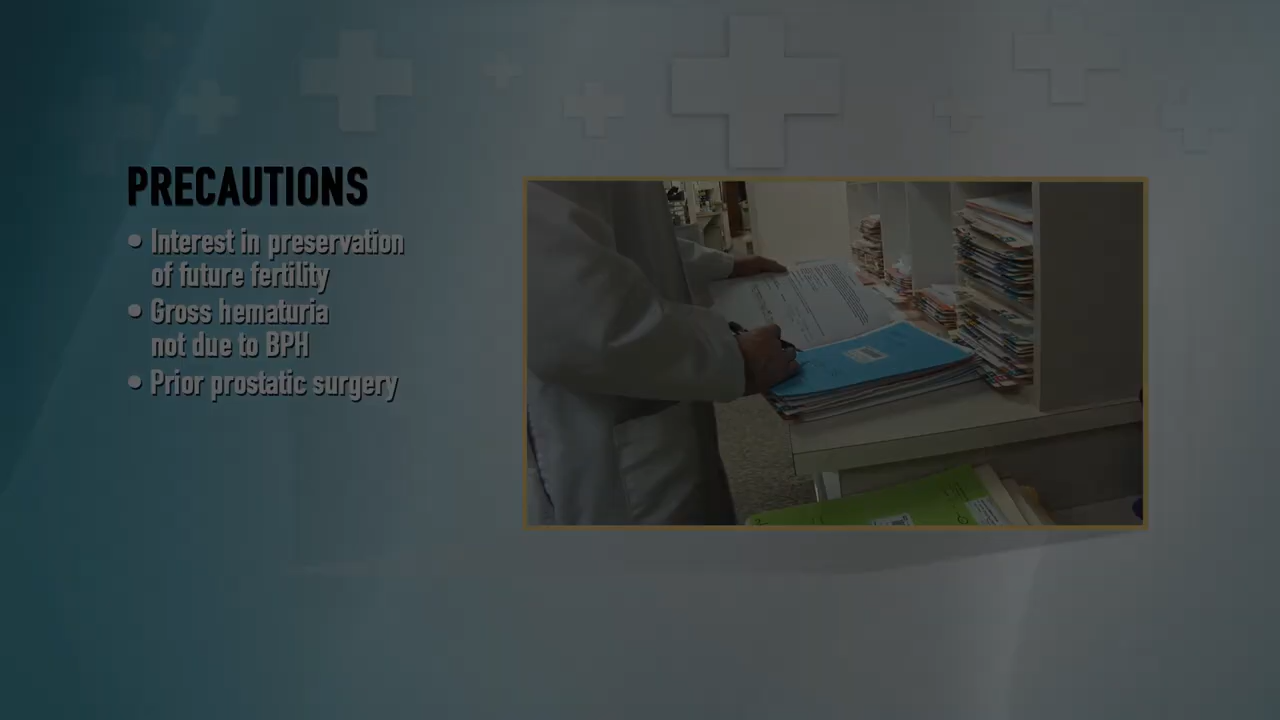 PRECAUTIONS
• Interest in preservation
of future fertility
• Gross hematuria
not due to BPH
• Prior prostatic surgery